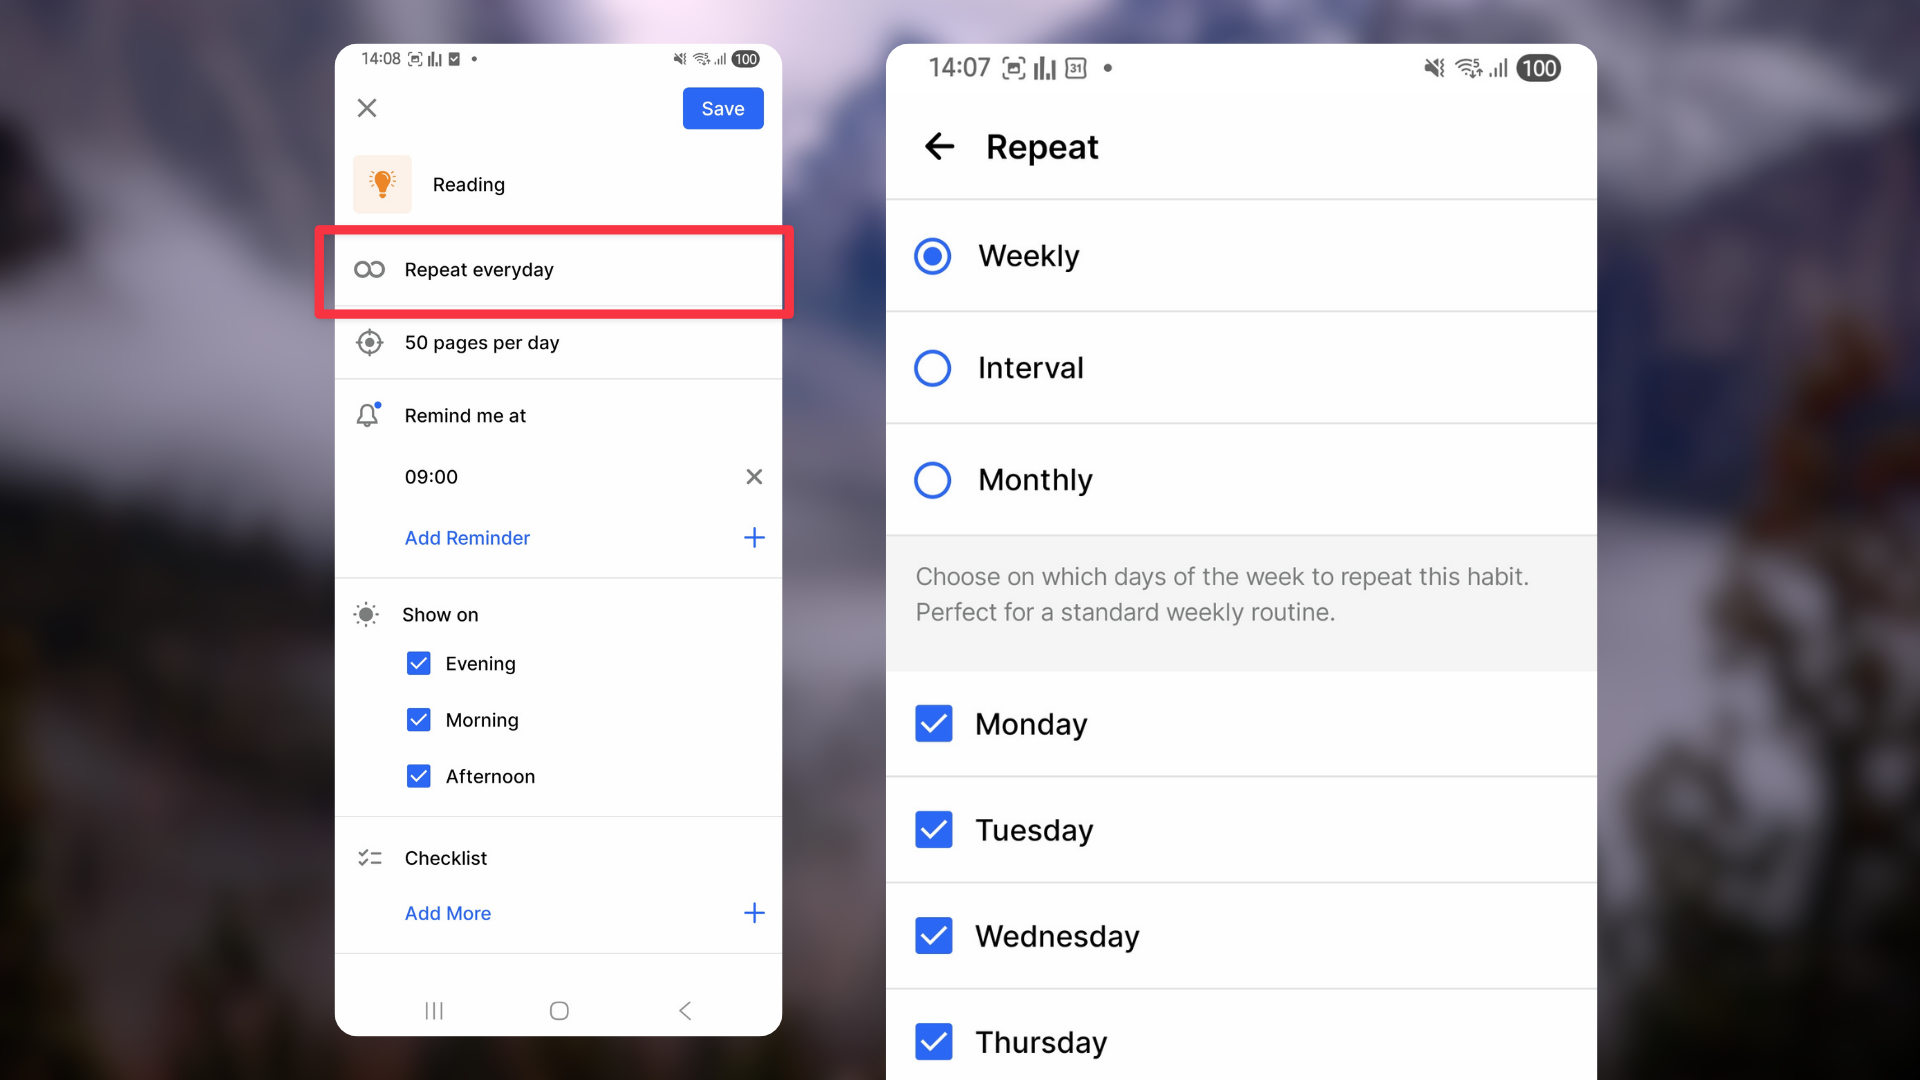 14:08
100
Save
Reading
Repeat everyday
50 pages per day
Remind me at
09:00
Add Reminder
Show on
Evening
Morning
Afternoon
Checklist
Add More
14:07
31
5
100
Repeat
Weekly
Interval
Monthly
Choose on which days of the week to repeat this habit.
Perfect for a standard weekly routine.
Monday
Tuesday
Wednesday
Thursday